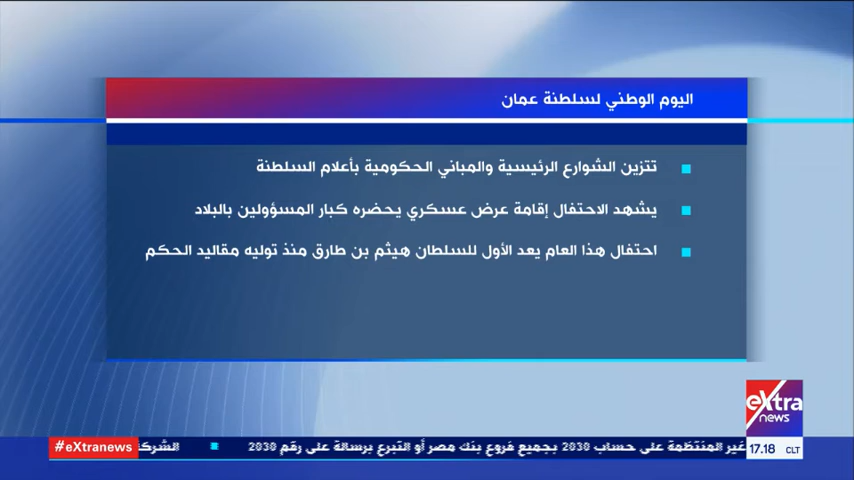 اليوم الوطني لسلطنة عمان
تتزين الشوارع الرئيسية والمباني الحكومية بأعلام السلطنة
يشهد الاحتفال إقامة عرض عسكري يحضره كبار المسؤولين بالبلاد
احتفال هذا العام يعد الأول للسلطان هيثم بن طارق منذ توليه مقاليد الحكم
eXtra
news
غير المنتظمة على حساب 2030 بجميع فروع بنك مصر أو التبرع برسالة على رقم 2030 ■
#eXtranews
17.18 CLT